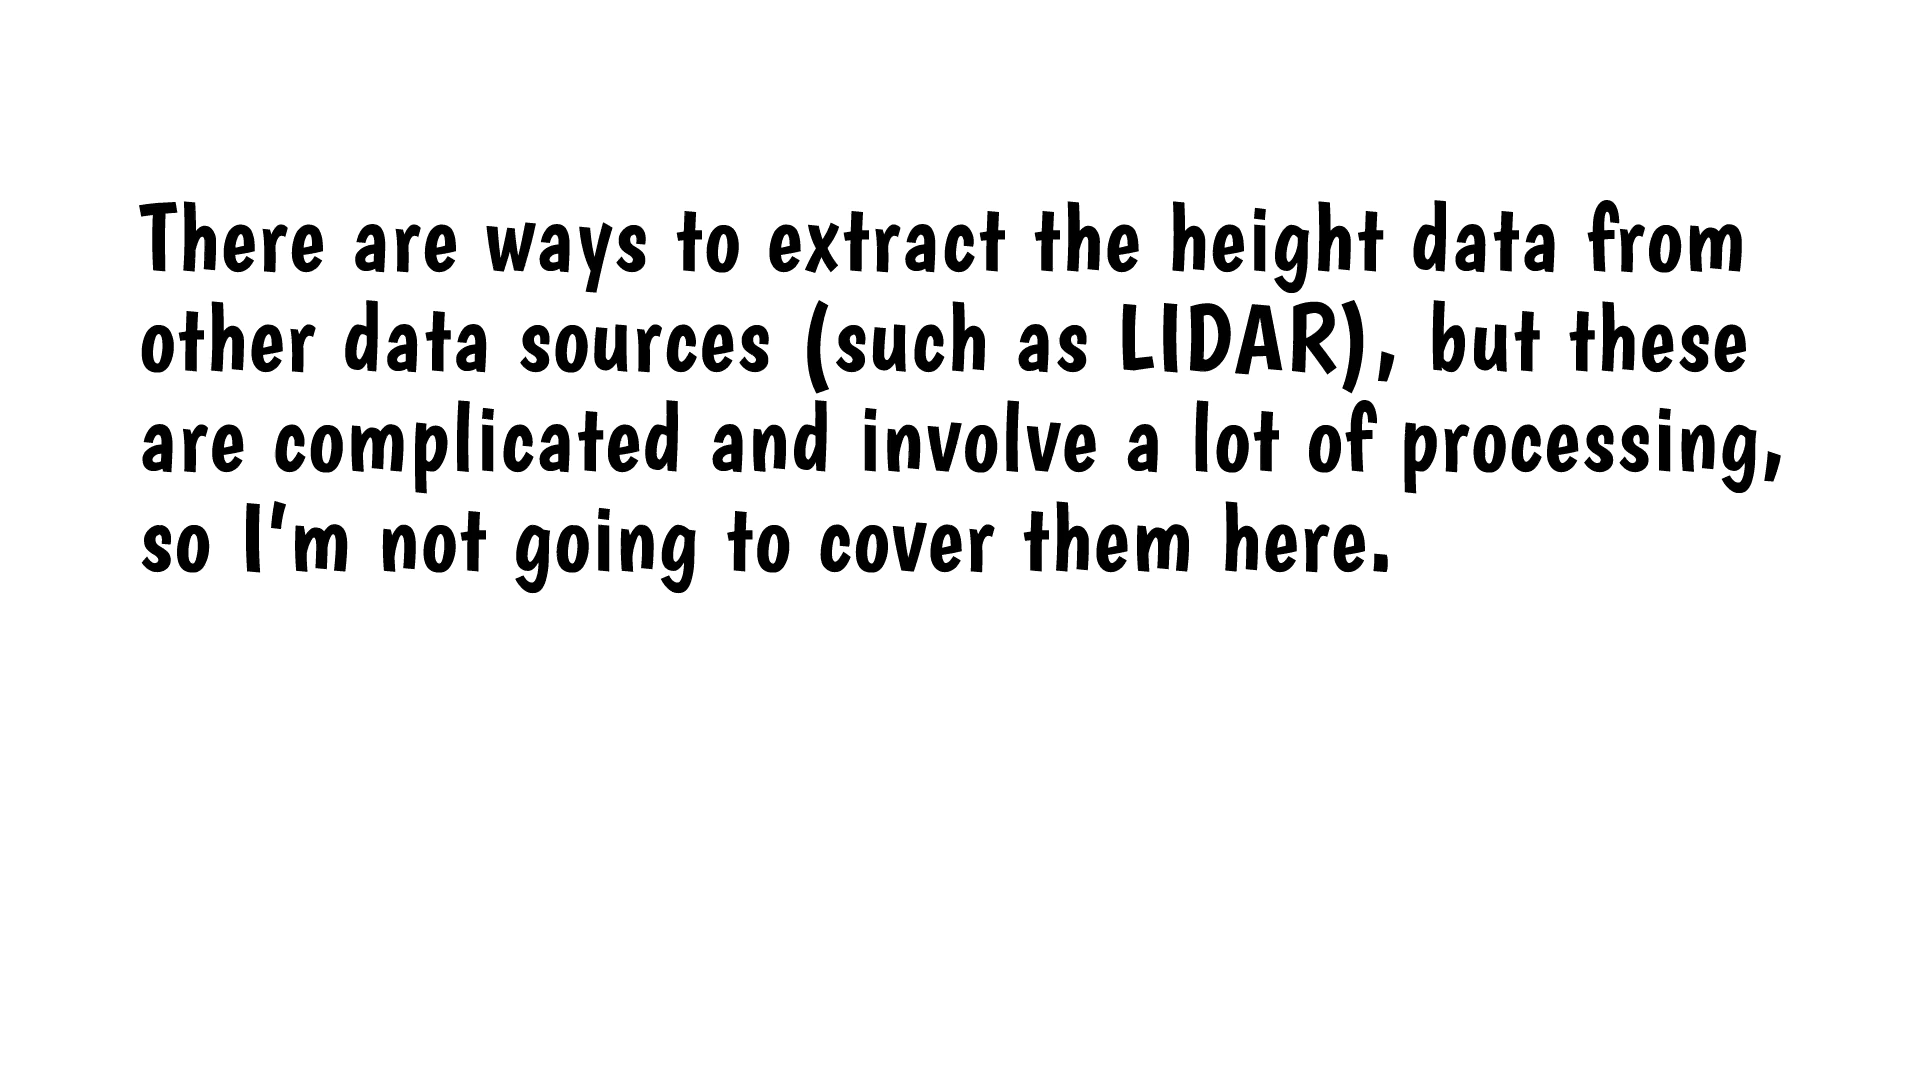 There are ways to extract the height data from
other data sources (such as LIDAR), but these
are complicated and involve a lot of processing,
so I'm not going to cover them here.